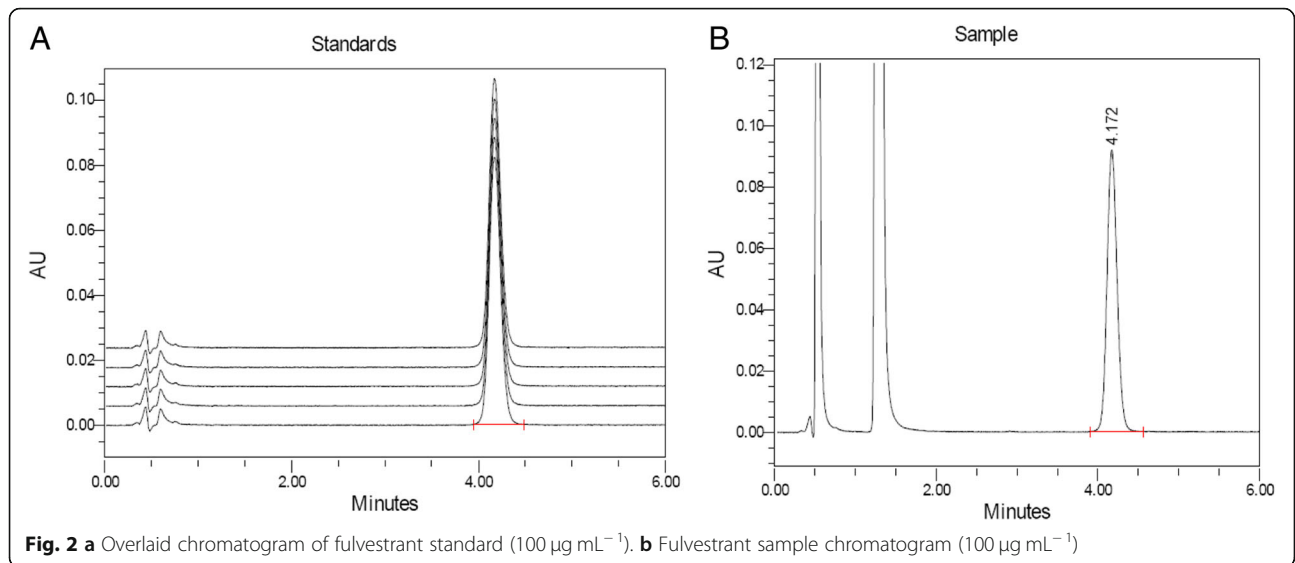 A
Standards
0.10
0.08
0.06
0.04
0.02
0.00
AU
0.00 2.00 4.00 6.00
Minutes
B
Sample
0.12
0.10
0.08
0.06
0.04
0.02
0.00
AU
4.172
0.00 2.00 4.00 6.00
Minutes
Fig. 2 a Overlaid chromatogram of fulvestrant standard (100 μg mL⁻¹). b Fulvestrant sample chromatogram (100 μg mL⁻¹)